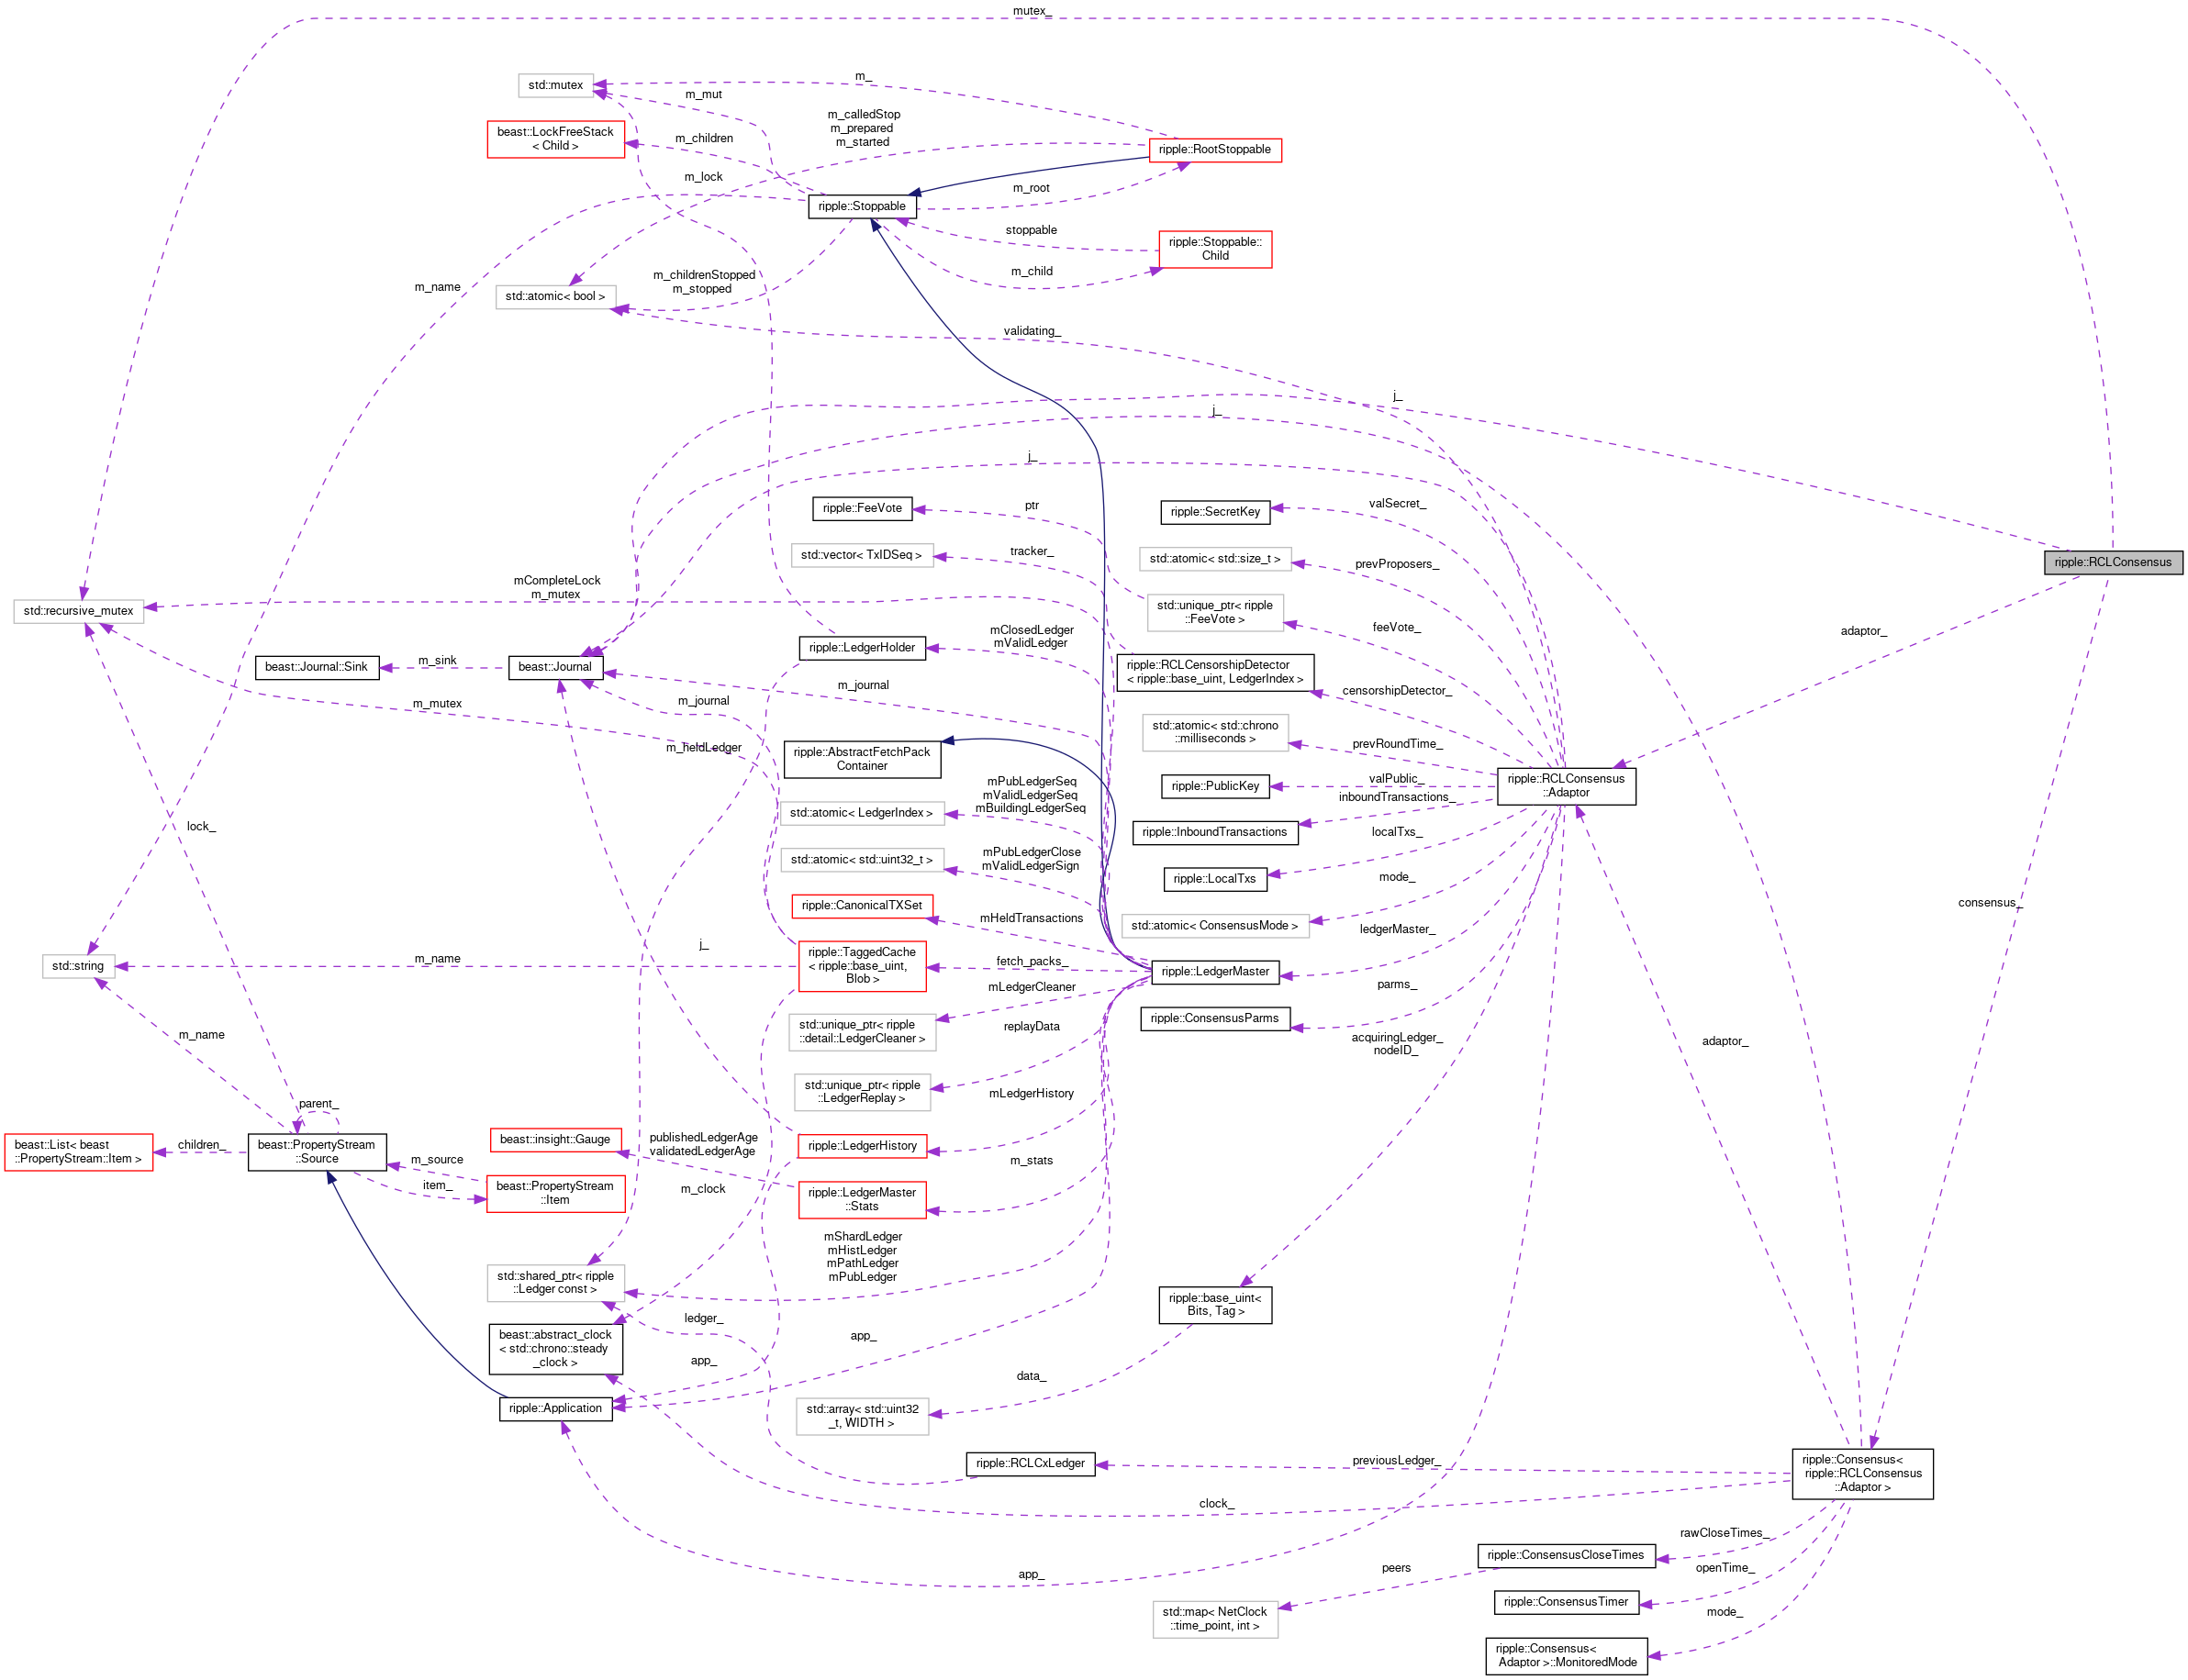 mutex_
std::mutex
m_
m_mut
beast::LockFreeStack
< Child >
m_children
m_calledStop
m_prepared
m_started
ripple::RootStoppable
m_lock
ripple::Stoppable
m_root
stoppable
ripple::Stoppable::
Child
m_child
m_name
std::atomic< bool >
m_childrenStopped
m_stopped
validating_
j_
j_
j_
ripple::FeeVote
ptr
ripple::SecretKey
valSecret_
std::vector< TxIDSeq >
tracker_
std::atomic< std::size_t >
prevProposers_
ripple::RCLConsensus
std::recursive_mutex
mCompleteLock
m_mutex
std::unique_ptr< ripple
::FeeVote >
feeVote_
adaptor_
beast::Journal::Sink
m_sink
beast::Journal
ripple::LedgerHolder
mClosedLedger
mValidLedger
ripple::RCLCensorshipDetector
< ripple::base_uint, LedgerIndex >
censorshipDetector_
m_journal
m_journal
m_mutex
m_heldLedger
ripple::AbstractFetchPack
Container
std::atomic< std::chrono
::milliseconds >
prevRoundTime_
ripple::PublicKey
valPublic_
ripple::RCLConsensus
::Adaptor
std::atomic< LedgerIndex >
mPubLedgerSeq
mValidLedgerSeq
mBuildingLedgerSeq
inboundTransactions_
ripple::InboundTransactions
lock_
std::atomic< std::uint32_t >
mPubLedgerClose
mValidLedgerSign
localTxs_
ripple::LocalTxs
mode_
ripple::CanonicalTXSet
mHeldTransactions
std::atomic< ConsensusMode >
ledgerMaster_
consensus_
j_
std::string
m_name
ripple::TaggedCache
< ripple::base_uint,
Blob >
fetch_packs_
ripple::LedgerMaster
parms_
mLedgerCleaner
std::unique_ptr< ripple
::detail::LedgerCleaner >
ripple::ConsensusParms
m_name
replayData
acquiringLedger_
nodeID_
adaptor_
std::unique_ptr< ripple
::LedgerReplay >
mLedgerHistory
parent_
beast::List< beast
::PropertyStream::Item >
children_
beast::PropertyStream
::Source
beast::insight::Gauge
publishedLedgerAge
validatedLedgerAge
ripple::LedgerHistory
m_source
item_
beast::PropertyStream
::Item
m_clock
ripple::LedgerMaster
::Stats
m_stats
mShardLedger
mHistLedger
mPathLedger
mPubLedger
std::shared_ptr< ripple
::Ledger const >
ledger_
ripple::base_uint<
Bits, Tag >
beast::abstract_clock
< std::chrono::steady
_clock >
app_
app_
data_
ripple::Application
std::array< std::uint32
_t, WIDTH >
ripple::RCLCxLedger
previousLedger_
ripple::Consensus<
ripple::RCLConsensus
::Adaptor >
clock_
rawCloseTimes_
ripple::ConsensusCloseTimes
openTime_
app_
peers
std::map< NetClock
::time_point, int >
ripple::ConsensusTimer
mode_
ripple::Consensus<
Adaptor >::MonitoredMode